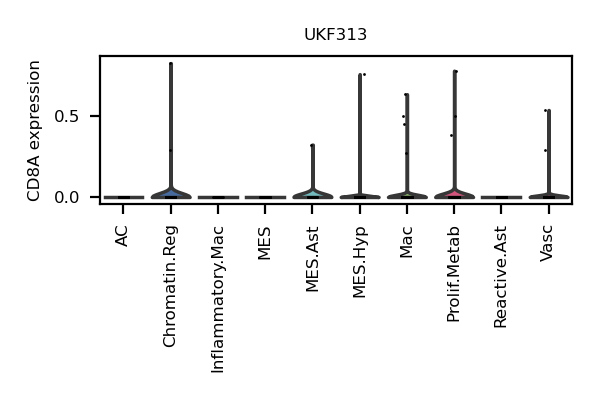 UKF313
CD8A expression
0.5
0.0
AC
Chromatin.Reg
Inflammatory.Mac
MES
MES.Ast
MES.Hyp
Mac
Prolif.Metab
Reactive.Ast
Vasc